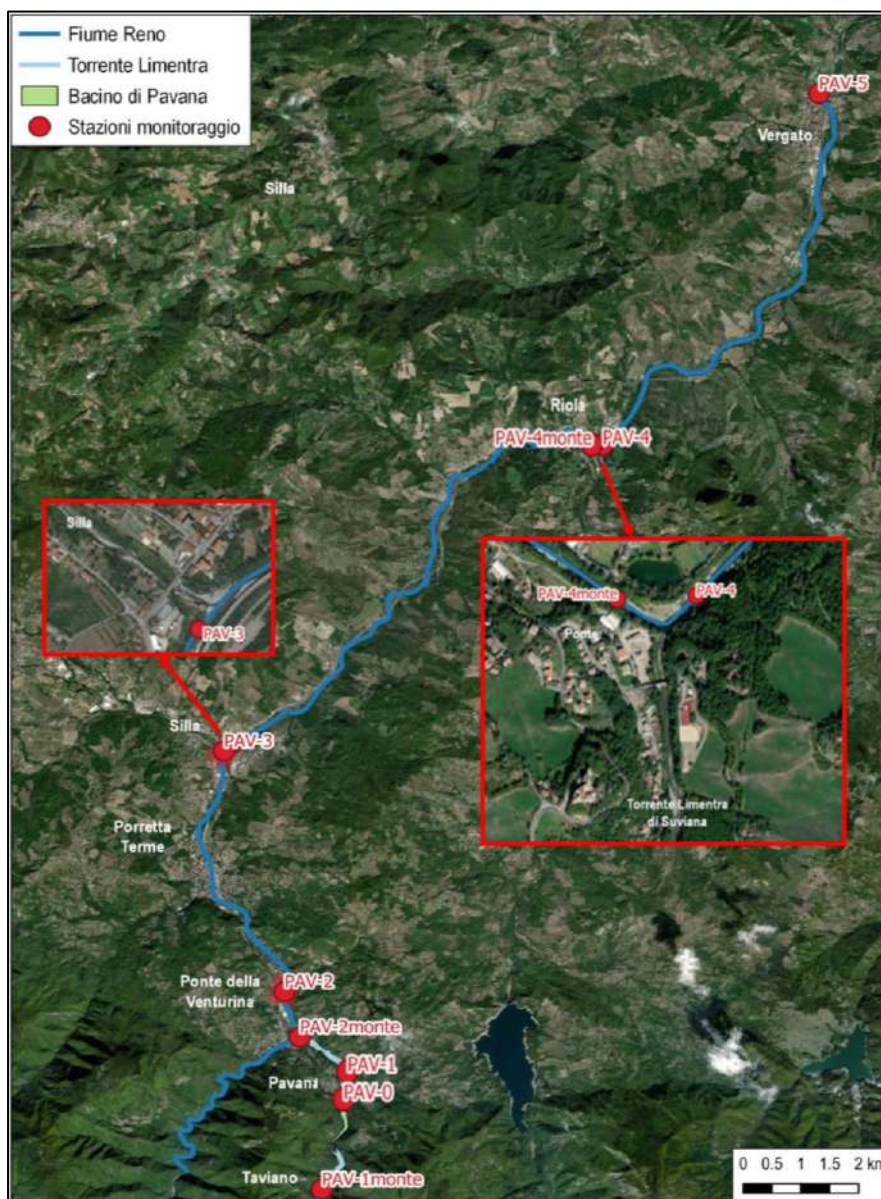 Fiume Reno
Torrente Limentra
Bacino di Pavana
Stazioni monitoraggio
PAV-5
Vergato
Silla
Riola
PAV-4monte
PAV-4
Silla
PAV-3
PAV-4monte
PAV-4
Ponte
Torrente Limentra
di Suviana
Silla
PAV-3
Porretta
Terme
Ponte della
Venturina
PAV-2
PAV-2monte
PAV-1
Pavana
PAV-0
Taviano
PAV-1monte
0 0.5 1 1.5 2 km